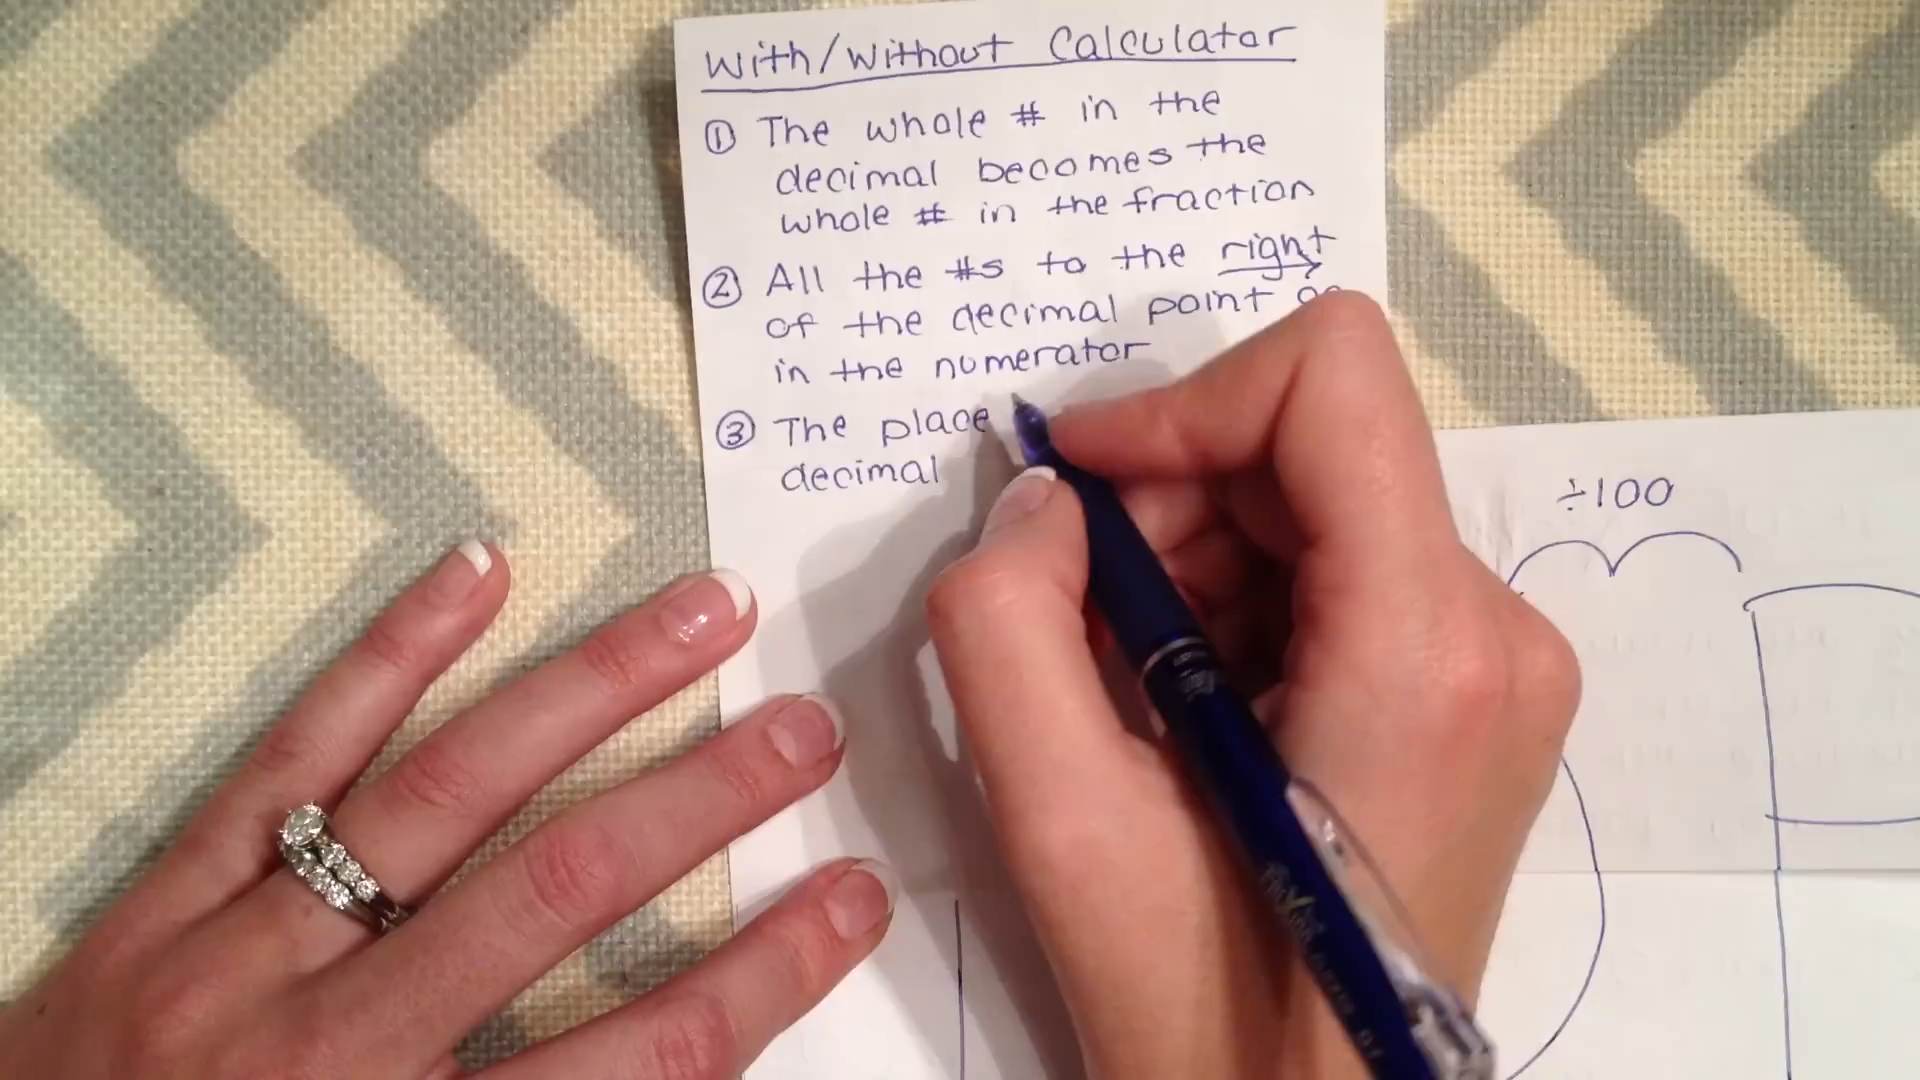 With/Without Calculator
① The whole # in the
decimal becomes the
whole # in the fraction
② All the #s to the right
of the decimal point
in the numerator
③ The place
decimal
÷100